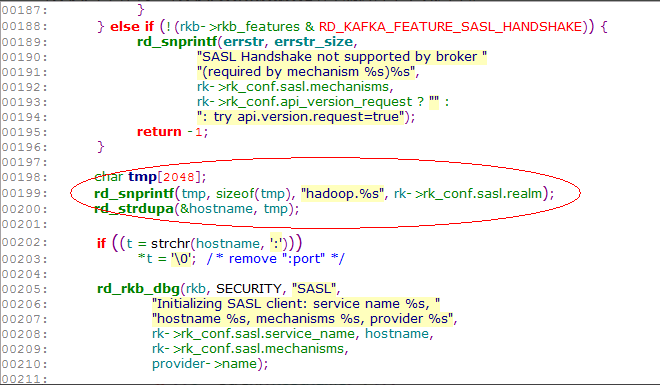 00187: }
00188: } else if (!(rkb->rkb_features & RD_KAFKA_FEATURE_SASL_HANDSHAKE)) {
00189: rd_snprintf(errstr, errstr_size,
00190: "SASL Handshake not supported by broker "
00191: "(required by mechanism %s)%s",
00192: rk->rk_conf.sasl.mechanisms,
00193: rk->rk_conf.api_version_request ? "" :
00194: ": try api.version.request=true");
00195: return -1;
00196: }
00197:
00198: char tmp[2048];
00199: rd_snprintf(tmp, sizeof(tmp), "hadoop.%s", rk->rk_conf.sasl.realm);
00200: rd_strdupa(&hostname, tmp);
00201:
00202: if ((t = strchr(hostname, ':')))
00203: *t = '\0'; /* remove ":port" */
00204:
00205: rd_rkb_dbg(rkb, SECURITY, "SASL",
00206: "Initializing SASL client: service name %s, "
00207: "hostname %s, mechanisms %s, provider %s",
00208: rk->rk_conf.sasl.service_name, hostname,
00209: rk->rk_conf.sasl.mechanisms,
00210: provider->name);
00211: